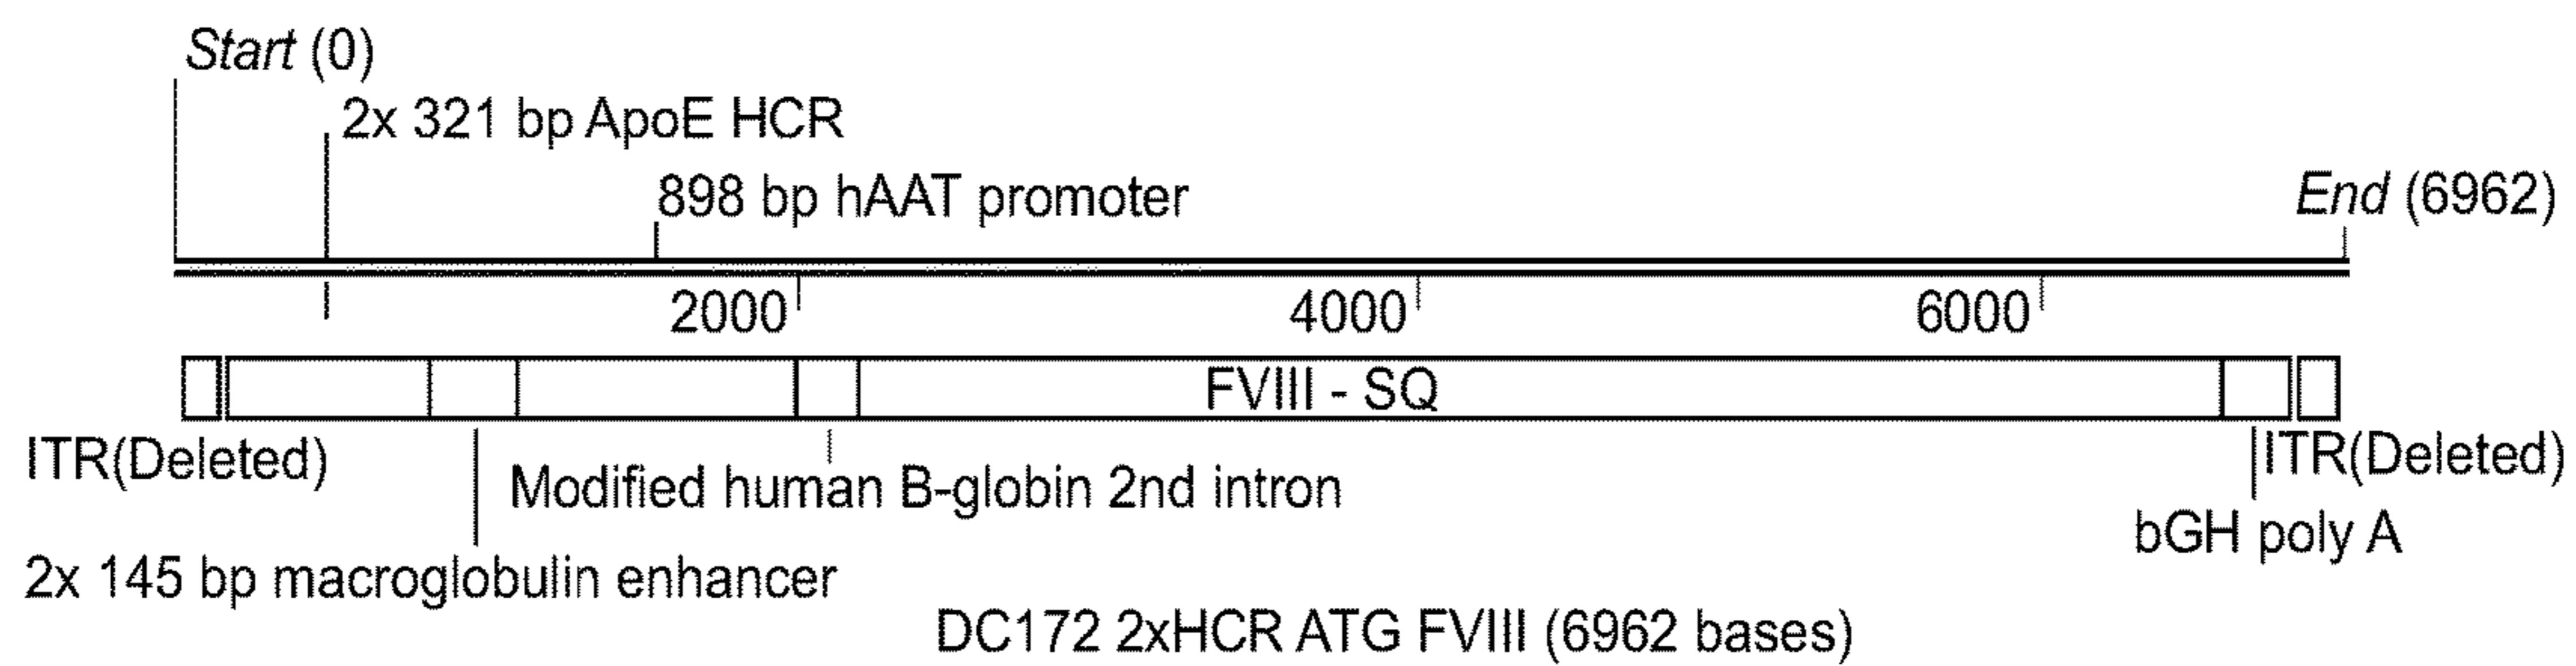 Start (0)
2x 321 bp ApoE HCR
898 bp hAAT promoter
End (6962)
2000
4000
6000
FVIII - SQ
ITR(Deleted)
Modified human B-globin 2nd intron
ITR(Deleted)
bGH poly A
2x 145 bp macroglobulin enhancer
DC172 2xHCR ATG FVIII (6962 bases)